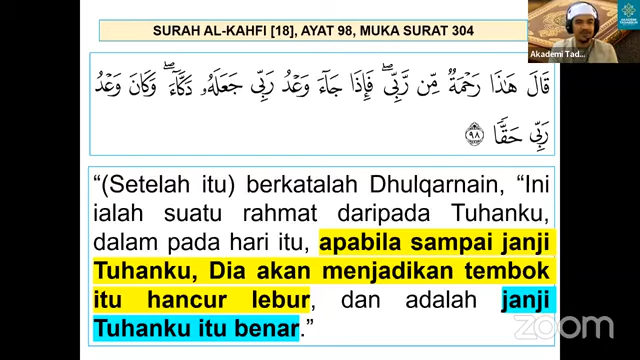 SURAH AL-KAHFI [18], AYAT 98, MUKA SURAT 304
قَالَ هَٰذَا رَحْمَةٌ مِّن رَّبِّي ۖ فَإِذَا جَآءَ وَعْدُ رَبِّي جَعَلَهُۥ دَكَّآءَ ۖ وَكَانَ وَعْدُ
رَبِّي حَقًّا ٩٨
“(Setelah itu) berkatalah Dhulqarnain, “Ini
ialah suatu rahmat daripada Tuhanku,
dalam pada hari itu, apabila sampai janji
Tuhanku, Dia akan menjadikan tembok
itu hancur lebur, dan adalah janji
Tuhanku itu benar.”
Akademi Tad...
zoom